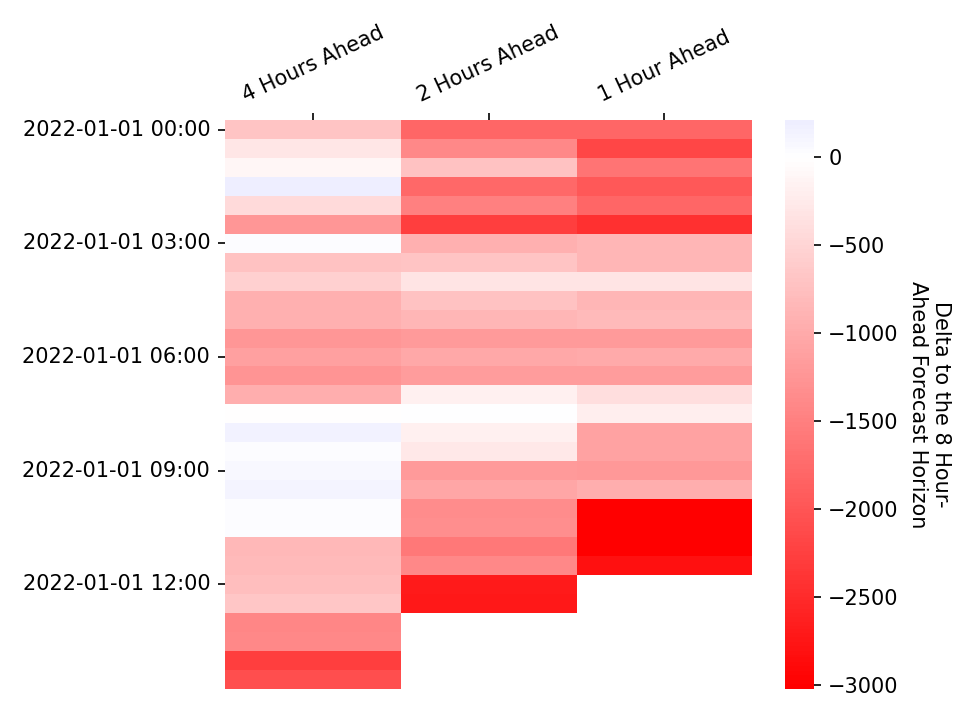 4 Hours Ahead
2 Hours Ahead
1 Hour Ahead
2022-01-01 00:00
2022-01-01 03:00
2022-01-01 06:00
2022-01-01 09:00
2022-01-01 12:00
0
−500
−1000
−1500
−2000
−2500
−3000
Delta to the 8 Hour-
Ahead Forecast Horizon